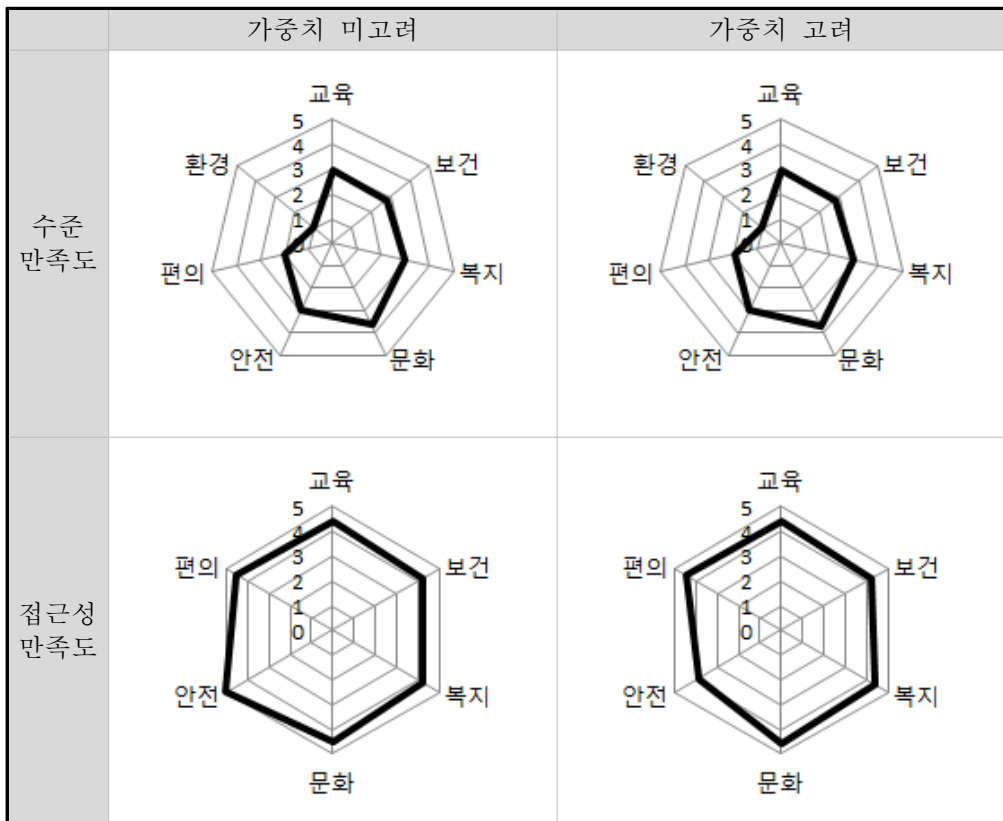 가중치 미고려
가중치 고려
수준
만족도
교육
보건
복지
문화
안전
편의
환경
5
4
3
2
1
0
교육
보건
복지
문화
안전
편의
환경
5
4
3
2
1
0
접근성
만족도
교육
보건
복지
문화
안전
편의
5
4
3
2
1
0
교육
보건
복지
문화
안전
편의
5
4
3
2
1
0